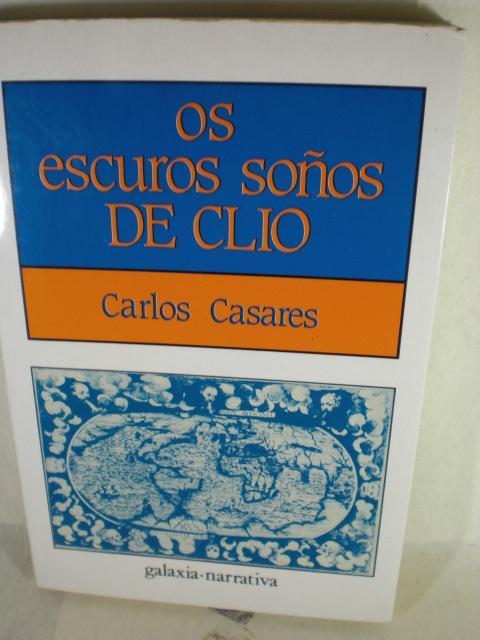 os
escuros soños
DE CLIO
Carlos Casares
galaxia·narrativa